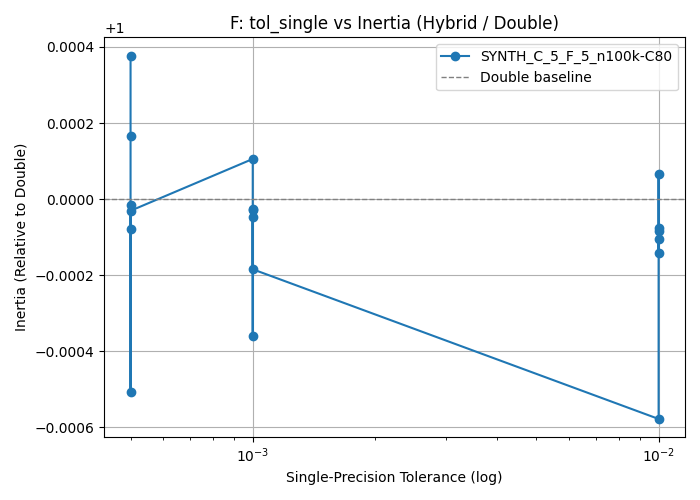 F: tol_single vs Inertia (Hybrid / Double)
+1
SYNTH_C_5_F_5_n100k-C80
Double baseline
0.0004
0.0002
0.0000
−0.0002
−0.0004
−0.0006
Inertia (Relative to Double)
10⁻³
10⁻²
Single-Precision Tolerance (log)